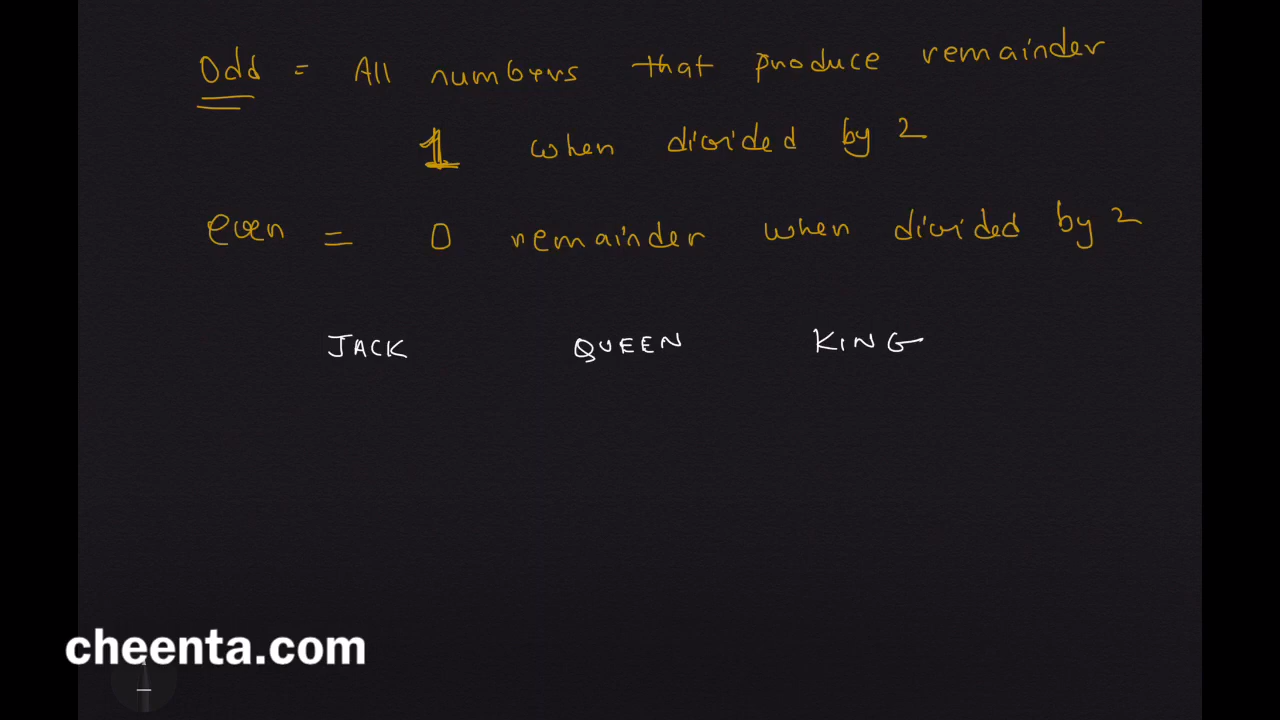 Odd = All numbers that produce remainder
1 when divided by 2
even = 0 remainder when divided by 2
JACK QUEEN KING
cheenta.com